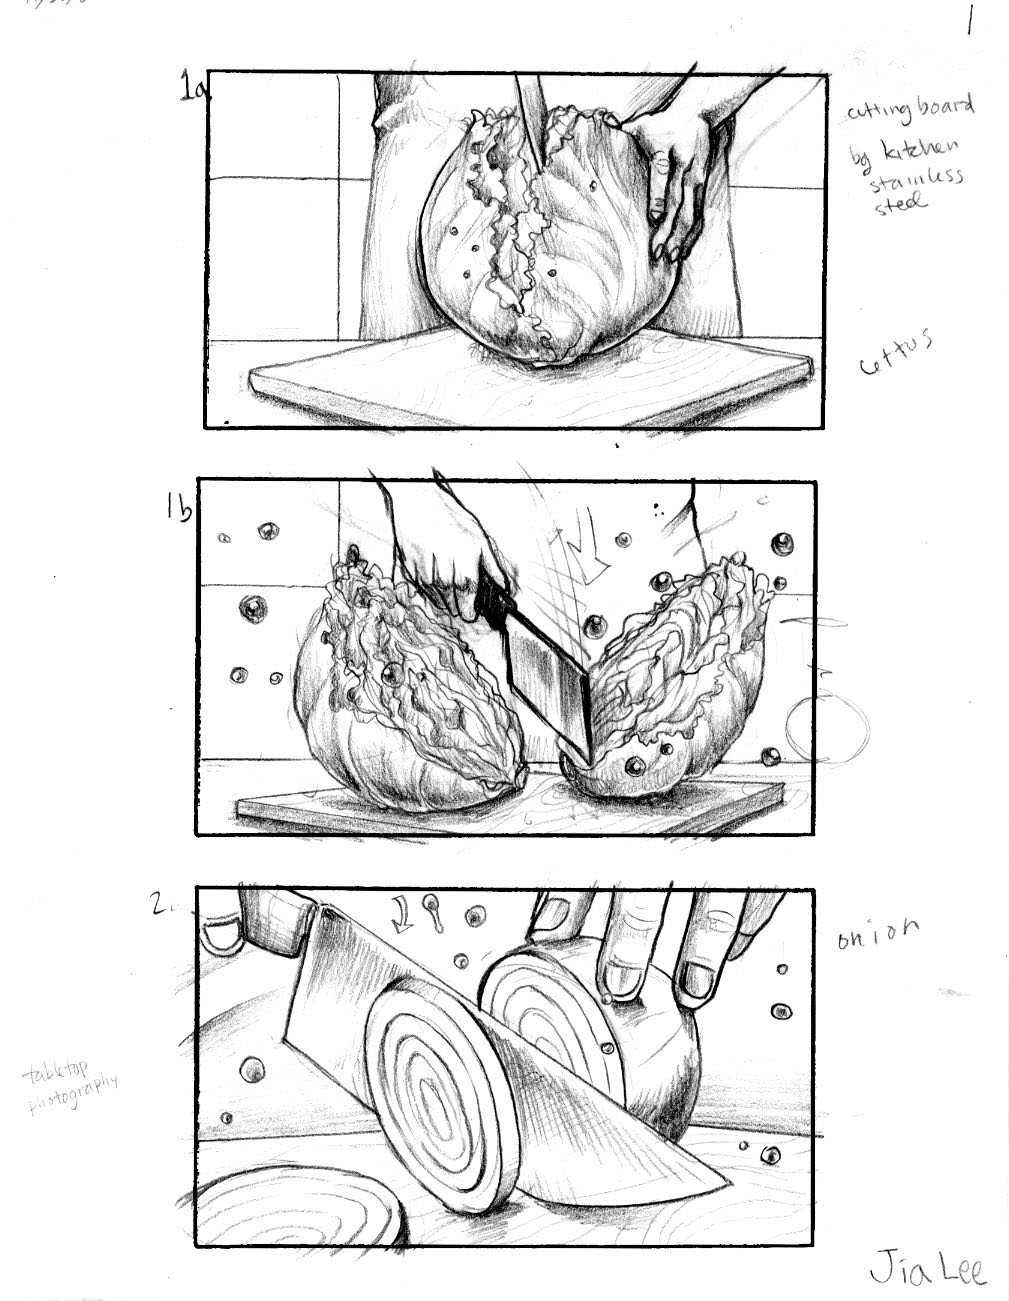 1
1a
cutting board
by kitchen
stainless
steel
lettus
1b
2.
onion
tabletop
photography
Jia Lee